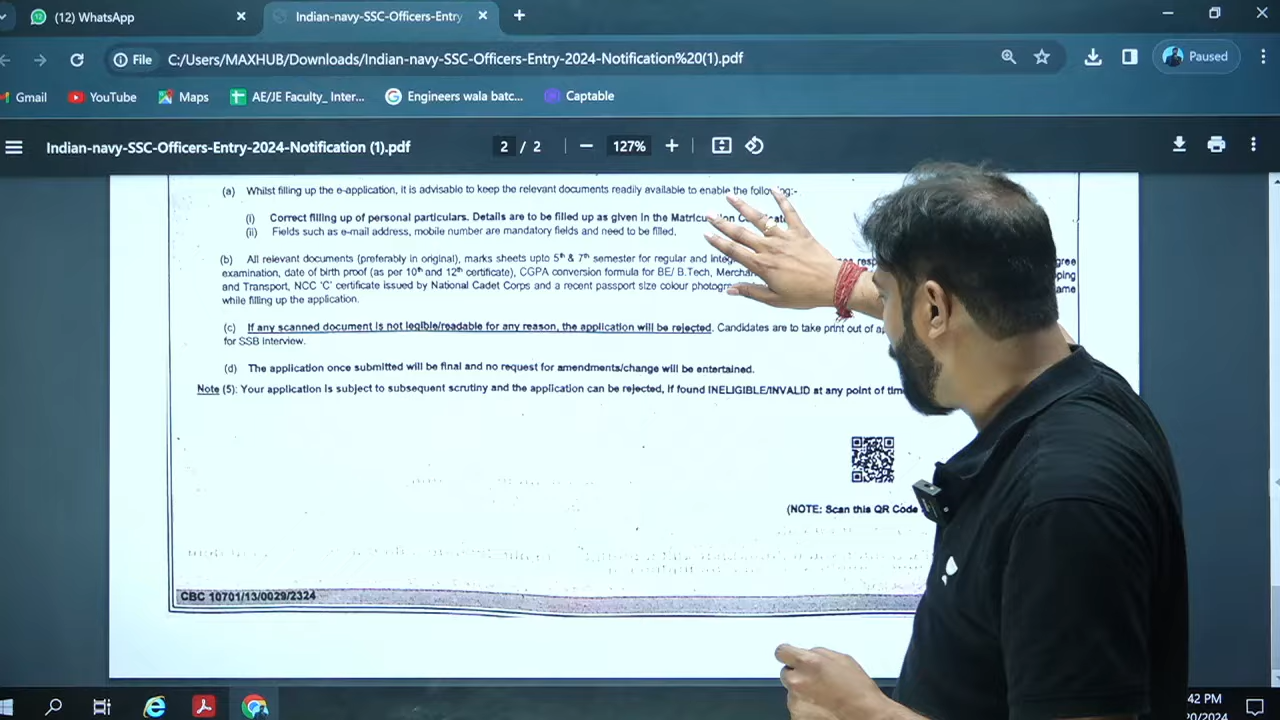 (12) WhatsApp
Indian-navy-SSC-Officers-Entry
File C:/Users/MAXHUB/Downloads/Indian-navy-SSC-Officers-Entry-2024-Notification%20(1).pdf
Paused
Gmail YouTube Maps AE/JE Faculty_ Inter... Engineers wala batc... Captable
Indian-navy-SSC-Officers-Entry-2024-Notification (1).pdf
2 / 2
127%
(a) Whilst filling up the e-application, it is advisable to keep the relevant documents readily available to enable the following:-
(i) Correct filling up of personal particulars. Details are to be filled up as given in the
(ii) Fields such as e-mail address, mobile number are mandatory fields and need to be filled.
(b) All relevant documents (preferably in original), marks sheets upto 5th & 7th semester for regular and
examination, date of birth proof (as per 10th and 12th certificate), CGPA conversion formula for BE/ B.Tech,
and Transport, NCC 'C' certificate issued by National Cadet Corps and a recent passport size colour
while filling up the application.
(c) If any scanned document is not legible/readable for any reason, the application will be rejected. Candidates are to take print out of
for SSB interview.
(d) The application once submitted will be final and no request for amendments/change will be entertained.
Note (5): Your application is subject to subsequent scrutiny and the application can be rejected, if found INELIGIBLE/INVALID at any point of
(NOTE: Scan this QR Code
CBC 10701/13/0029/2324
42 PM